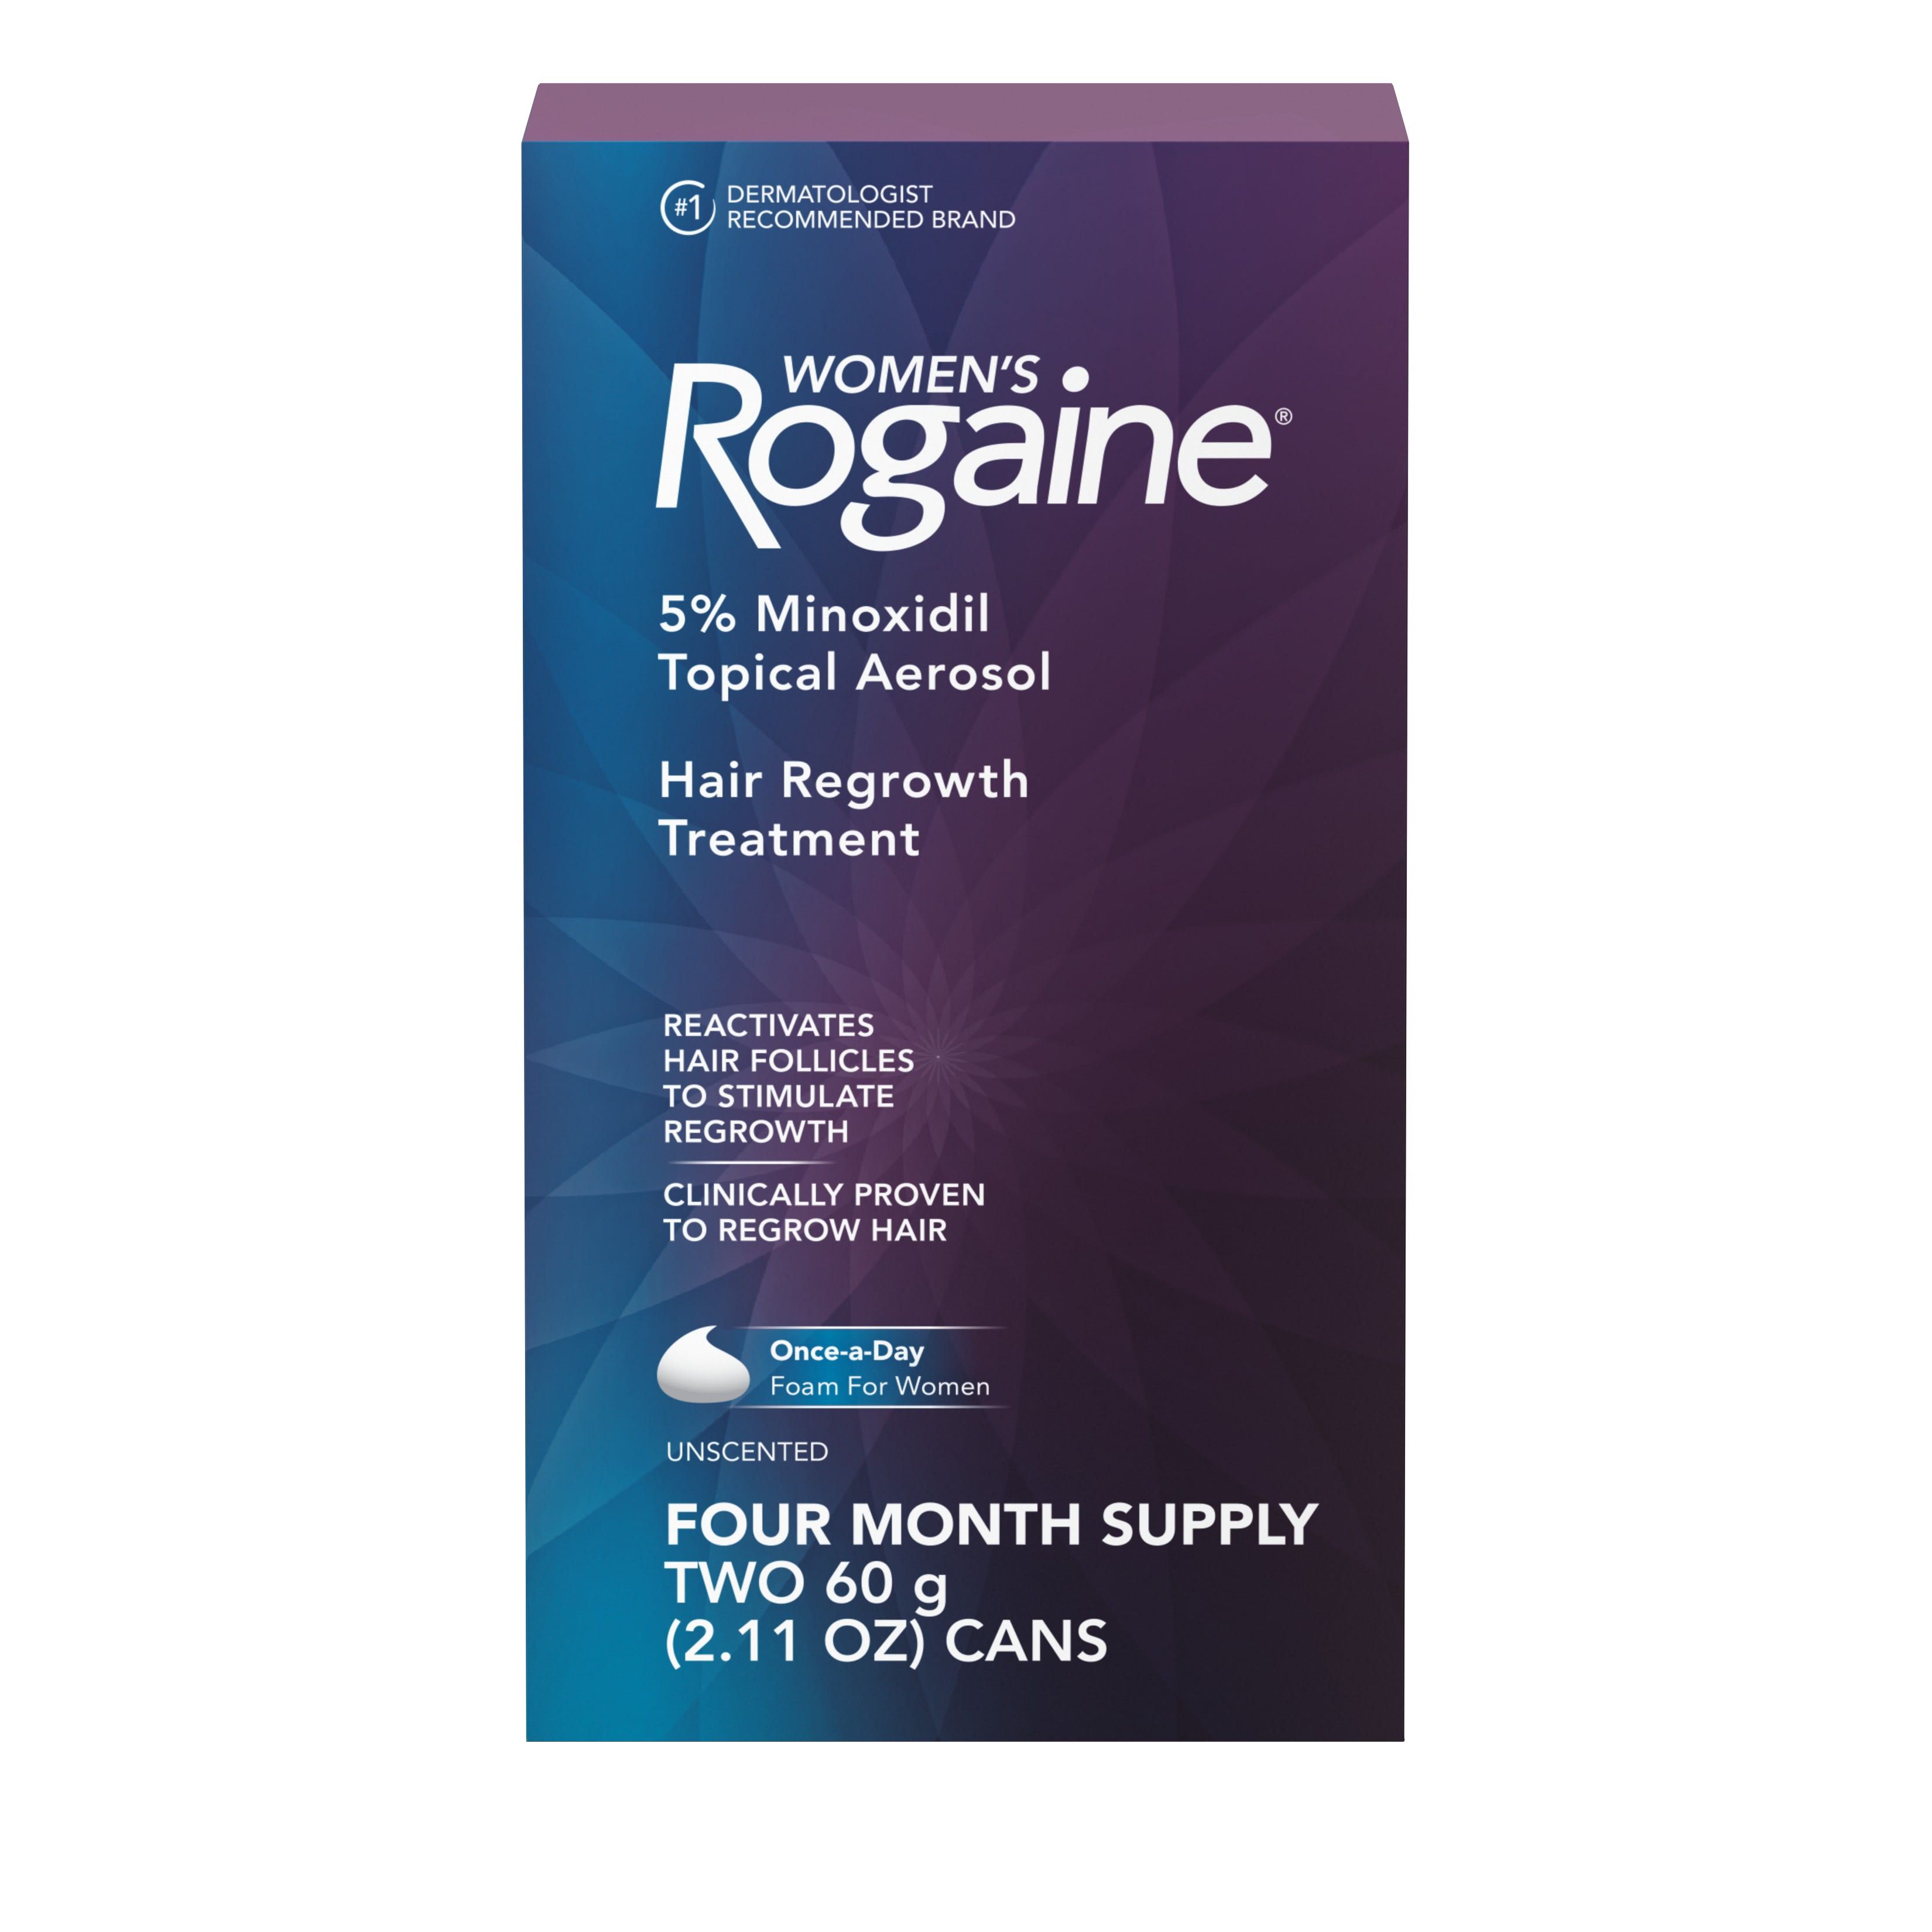 #1 DERMATOLOGIST
RECOMMENDED BRAND
WOMEN'S
Rogaine®
5% Minoxidil
Topical Aerosol
Hair Regrowth
Treatment
REACTIVATES
HAIR FOLLICLES
TO STIMULATE
REGROWTH
CLINICALLY PROVEN
TO REGROW HAIR
Once-a-Day
Foam For Women
UNSCENTED
FOUR MONTH SUPPLY
TWO 60 g
(2.11 OZ) CANS